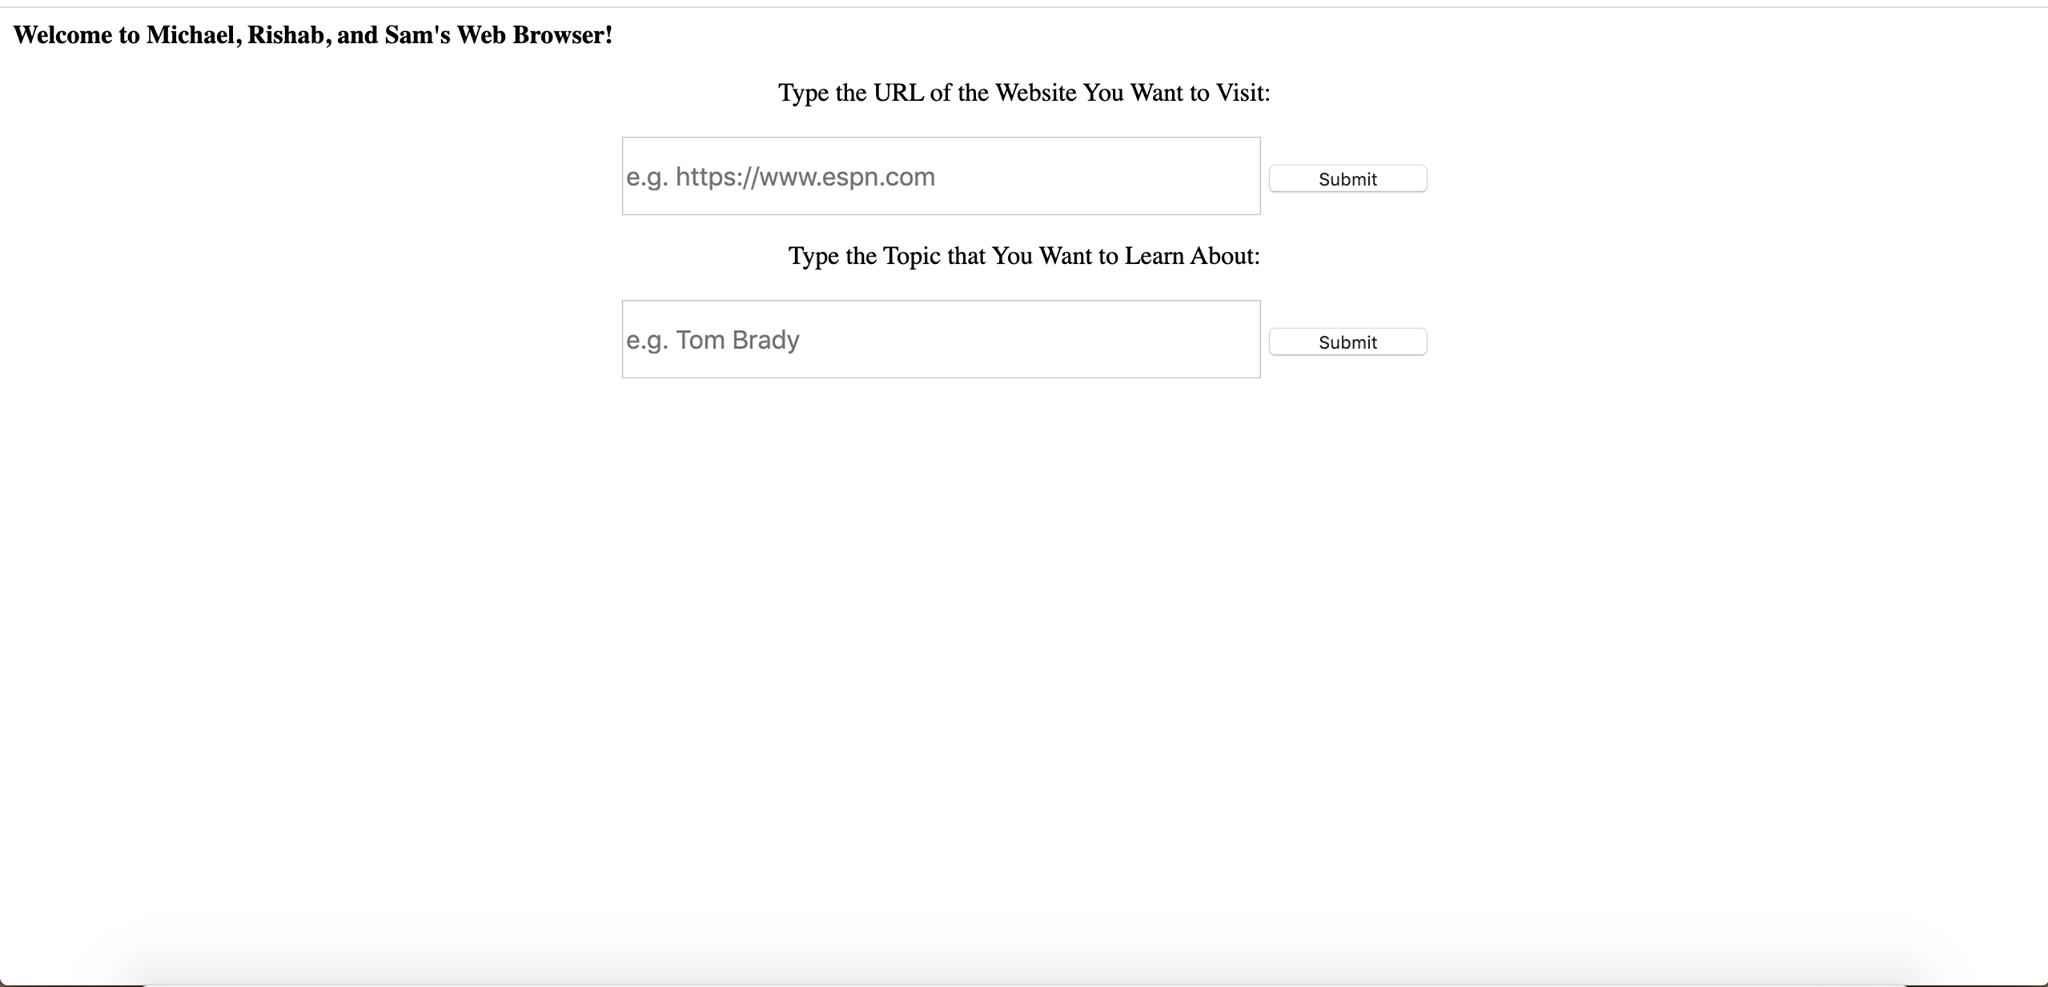 Welcome to Michael, Rishab, and Sam's Web Browser!
Type the URL of the Website You Want to Visit:
e.g. https://www.espn.com
Submit
Type the Topic that You Want to Learn About:
e.g. Tom Brady
Submit